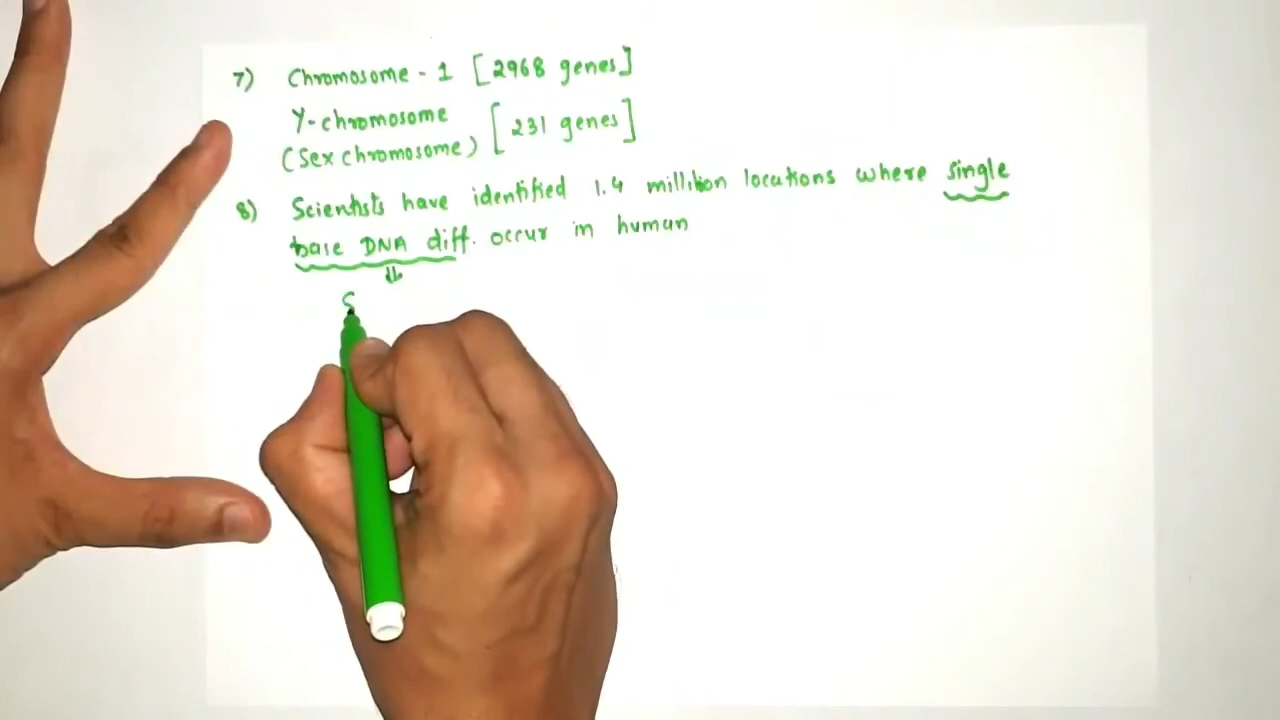 7) Chromosome - 1 [2968 genes]
Y-chromosome
(Sex chromosome) [231 genes]
8) Scientists have identified 1.4 million locations where single
base DNA diff. occur in human
S